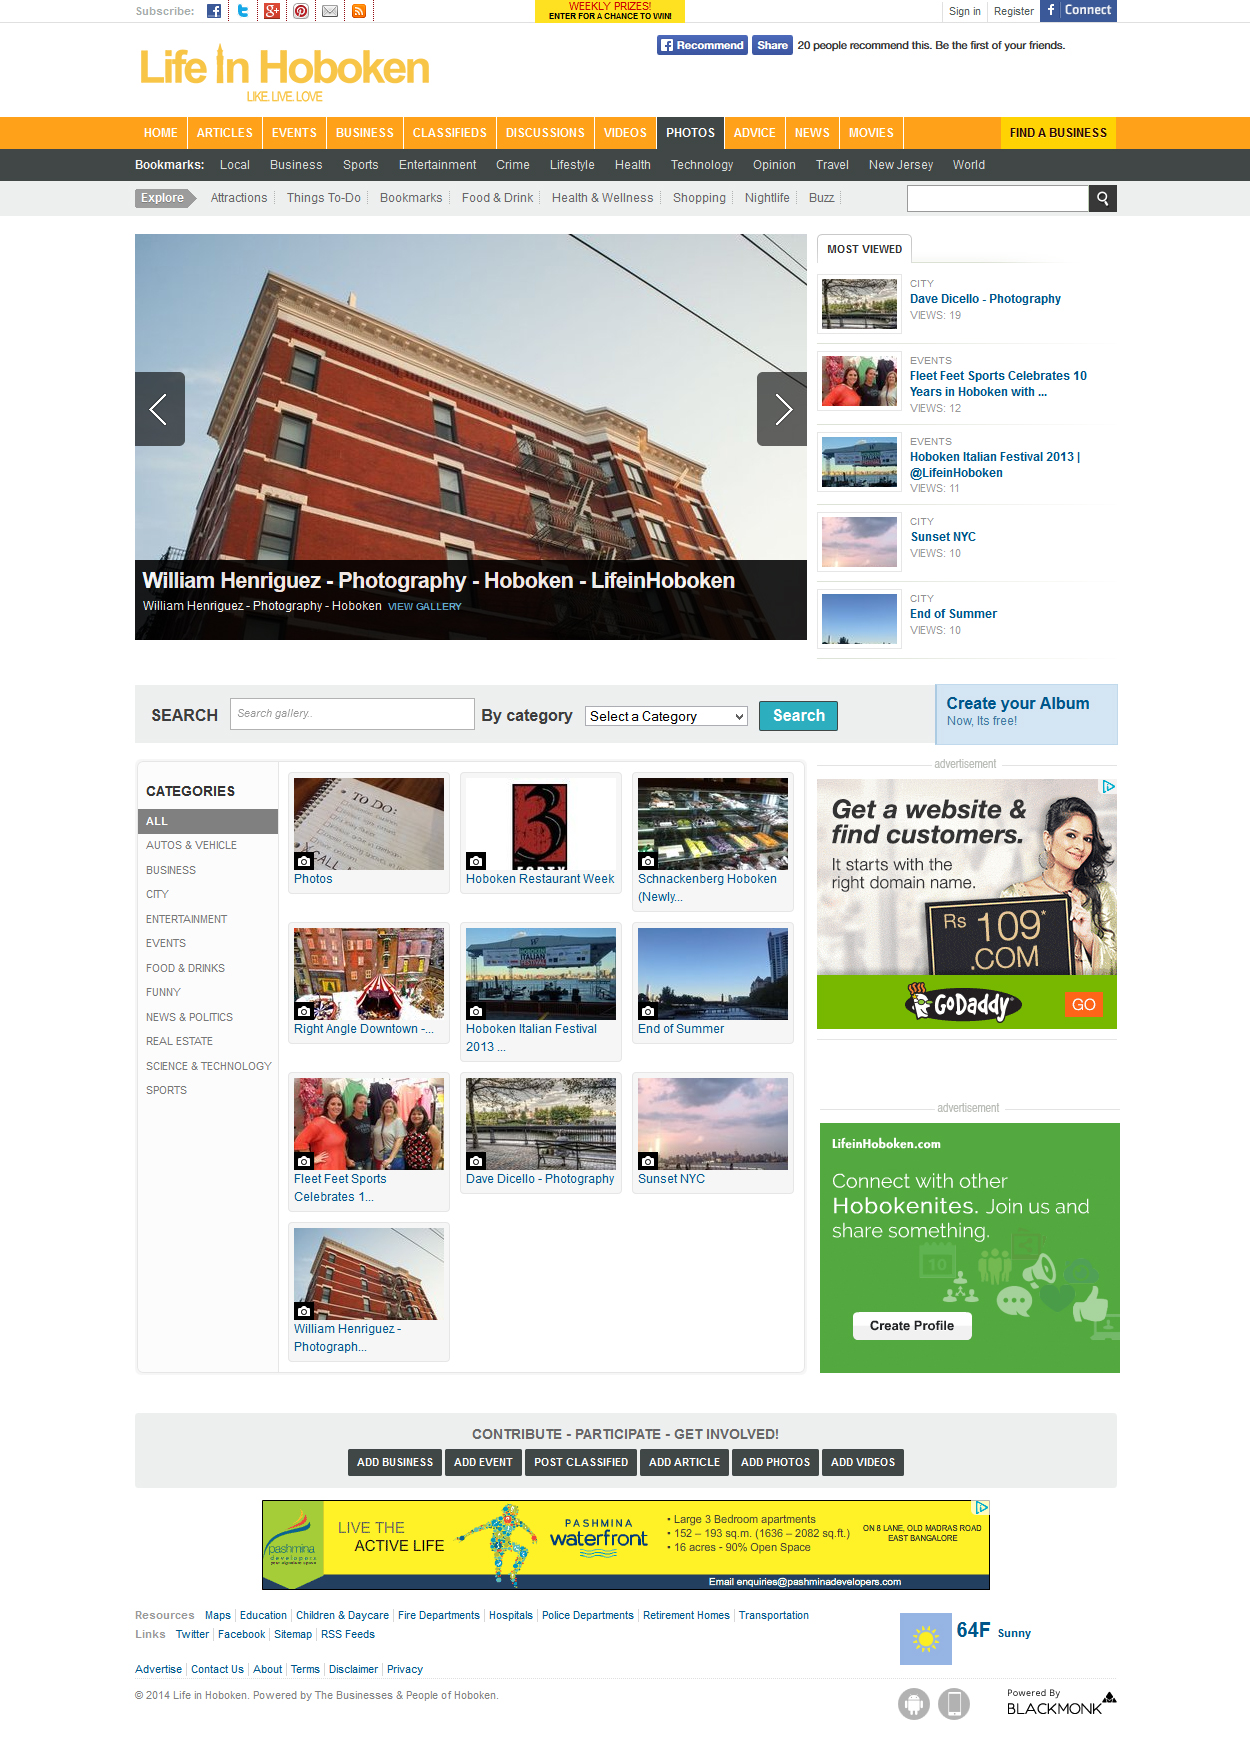 Subscribe:
WEEKLY PRIZES!
ENTER FOR A CHANCE TO WIN!
Sign in
Register
Connect
Recommend
Share
20 people recommend this. Be the first of your friends.
Life In Hoboken
LIKE. LIVE. LOVE
HOME ARTICLES EVENTS BUSINESS CLASSIFIEDS DISCUSSIONS VIDEOS PHOTOS ADVICE NEWS MOVIES FIND A BUSINESS
Bookmarks: Local Business Sports Entertainment Crime Lifestyle Health Technology Opinion Travel New Jersey World
Explore Attractions Things To-Do Bookmarks Food & Drink Health & Wellness Shopping Nightlife Buzz
William Henriguez - Photography - Hoboken - LifeinHoboken
William Henriguez - Photography - Hoboken VIEW GALLERY
MOST VIEWED
CITY
Dave Dicello - Photography
VIEWS: 19
EVENTS
Fleet Feet Sports Celebrates 10
Years in Hoboken with ...
VIEWS: 12
EVENTS
Hoboken Italian Festival 2013 |
@LifeinHoboken
VIEWS: 11
CITY
Sunset NYC
VIEWS: 10
CITY
End of Summer
VIEWS: 10
SEARCH
Search gallery..
By category
Select a Category
Search
Create your Album
Now, Its free!
CATEGORIES
ALL
AUTOS & VEHICLE
BUSINESS
CITY
ENTERTAINMENT
EVENTS
FOOD & DRINKS
FUNNY
NEWS & POLITICS
REAL ESTATE
SCIENCE & TECHNOLOGY
SPORTS
TO DO:
CALL
Photos
3
FORTY
Hoboken Restaurant Week
Schnackenberg Hoboken
(Newly...
Right Angle Downtown -...
HOBOKEN
ITALIAN
FESTIVAL
Hoboken Italian Festival
2013 ...
End of Summer
Fleet Feet Sports
Celebrates 1...
Dave Dicello - Photography
Sunset NYC
William Henriguez -
Photograph...
advertisement
Get a website &
find customers.
It starts with the
right domain name.
Rs 109*
.COM
GoDaddy
GO
advertisement
LifeinHoboken.com
Connect with other
Hobokenites. Join us and
share something.
10
Create Profile
CONTRIBUTE - PARTICIPATE - GET INVOLVED!
ADD BUSINESS ADD EVENT POST CLASSIFIED ADD ARTICLE ADD PHOTOS ADD VIDEOS
pashmina
developers
your signature space
LIVE THE
ACTIVE LIFE
PASHMINA
waterfront
• Large 3 Bedroom apartments
• 152 – 193 sq.m. (1636 – 2082 sq.ft.)
• 16 acres - 90% Open Space
ON 8 LANE, OLD MADRAS ROAD
EAST BANGALORE
Email enquiries@pashminadevelopers.com
Resources Maps Education Children & Daycare Fire Departments Hospitals Police Departments Retirement Homes Transportation
Links Twitter Facebook Sitemap RSS Feeds
64F Sunny
Advertise Contact Us About Terms Disclaimer Privacy
© 2014 Life in Hoboken. Powered by The Businesses & People of Hoboken.
Powered By
BLACKMONK